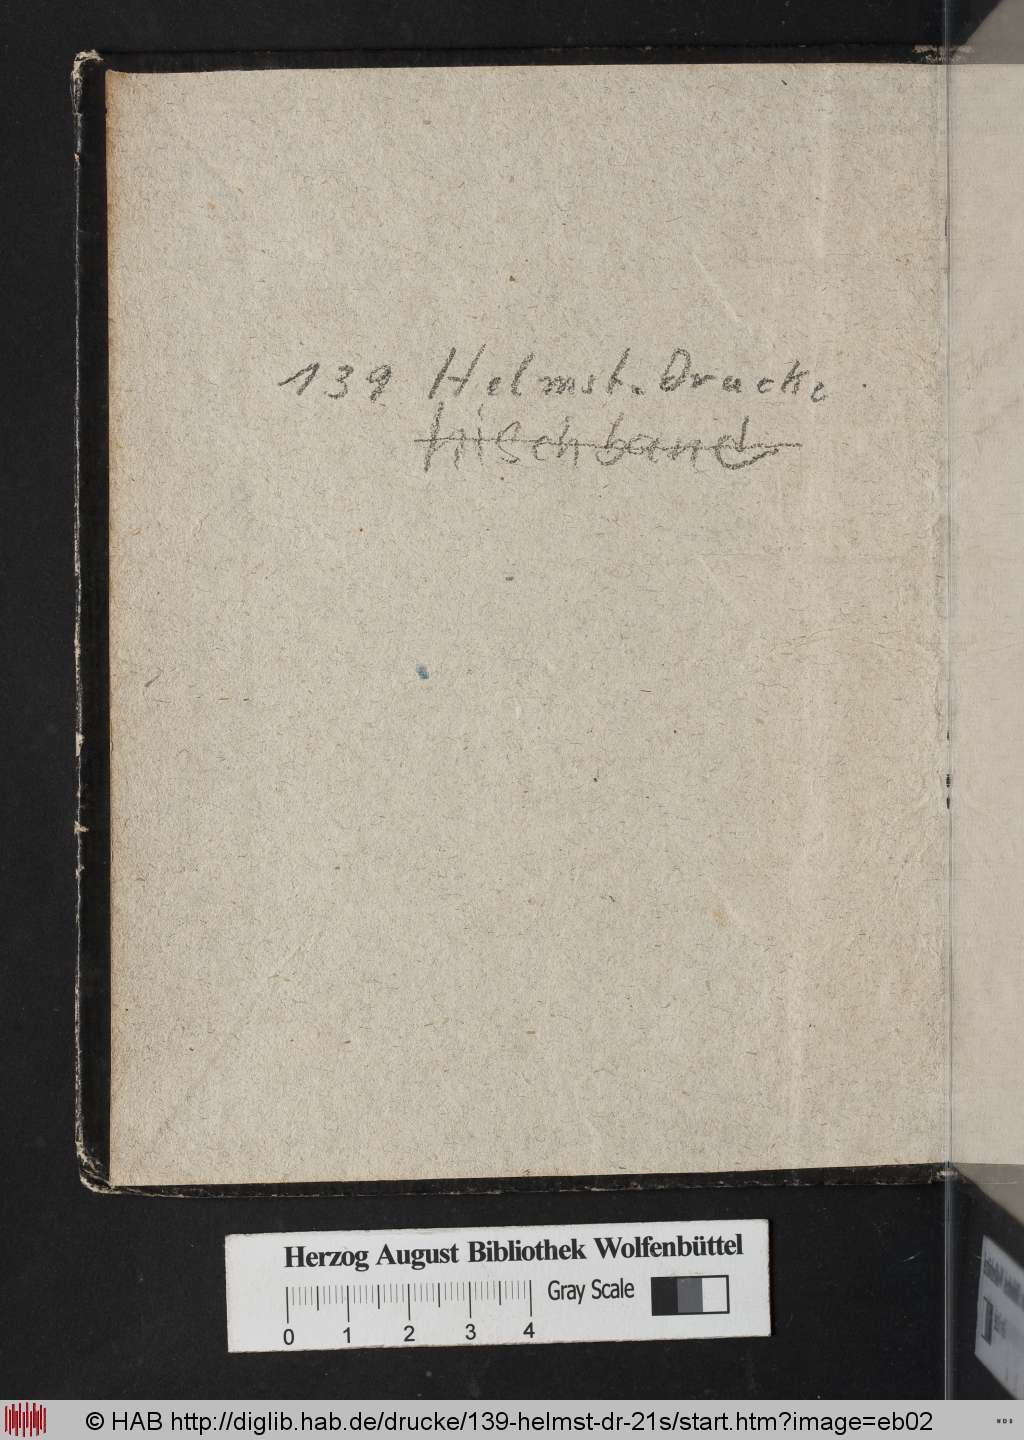 139 Helmst. Drucke
Mischband
Herzog August Bibliothek Wolfenbüttel
Gray Scale
0 1 2 3 4
© HAB http://diglib.hab.de/drucke/139-helmst-dr-21s/start.htm?image=eb02